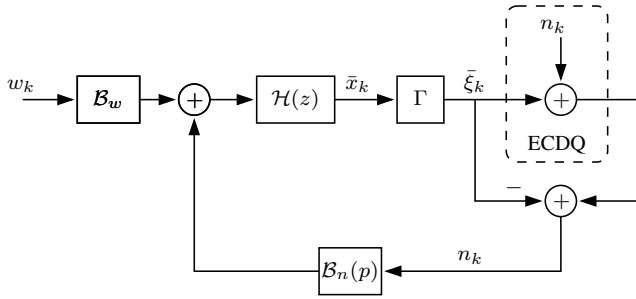 n_k
w_k
𝓑_w
+
𝓗(z)
x̄_k
Γ
ξ̄_k
+
ECDQ
−
+
𝓑_n(p)
n_k